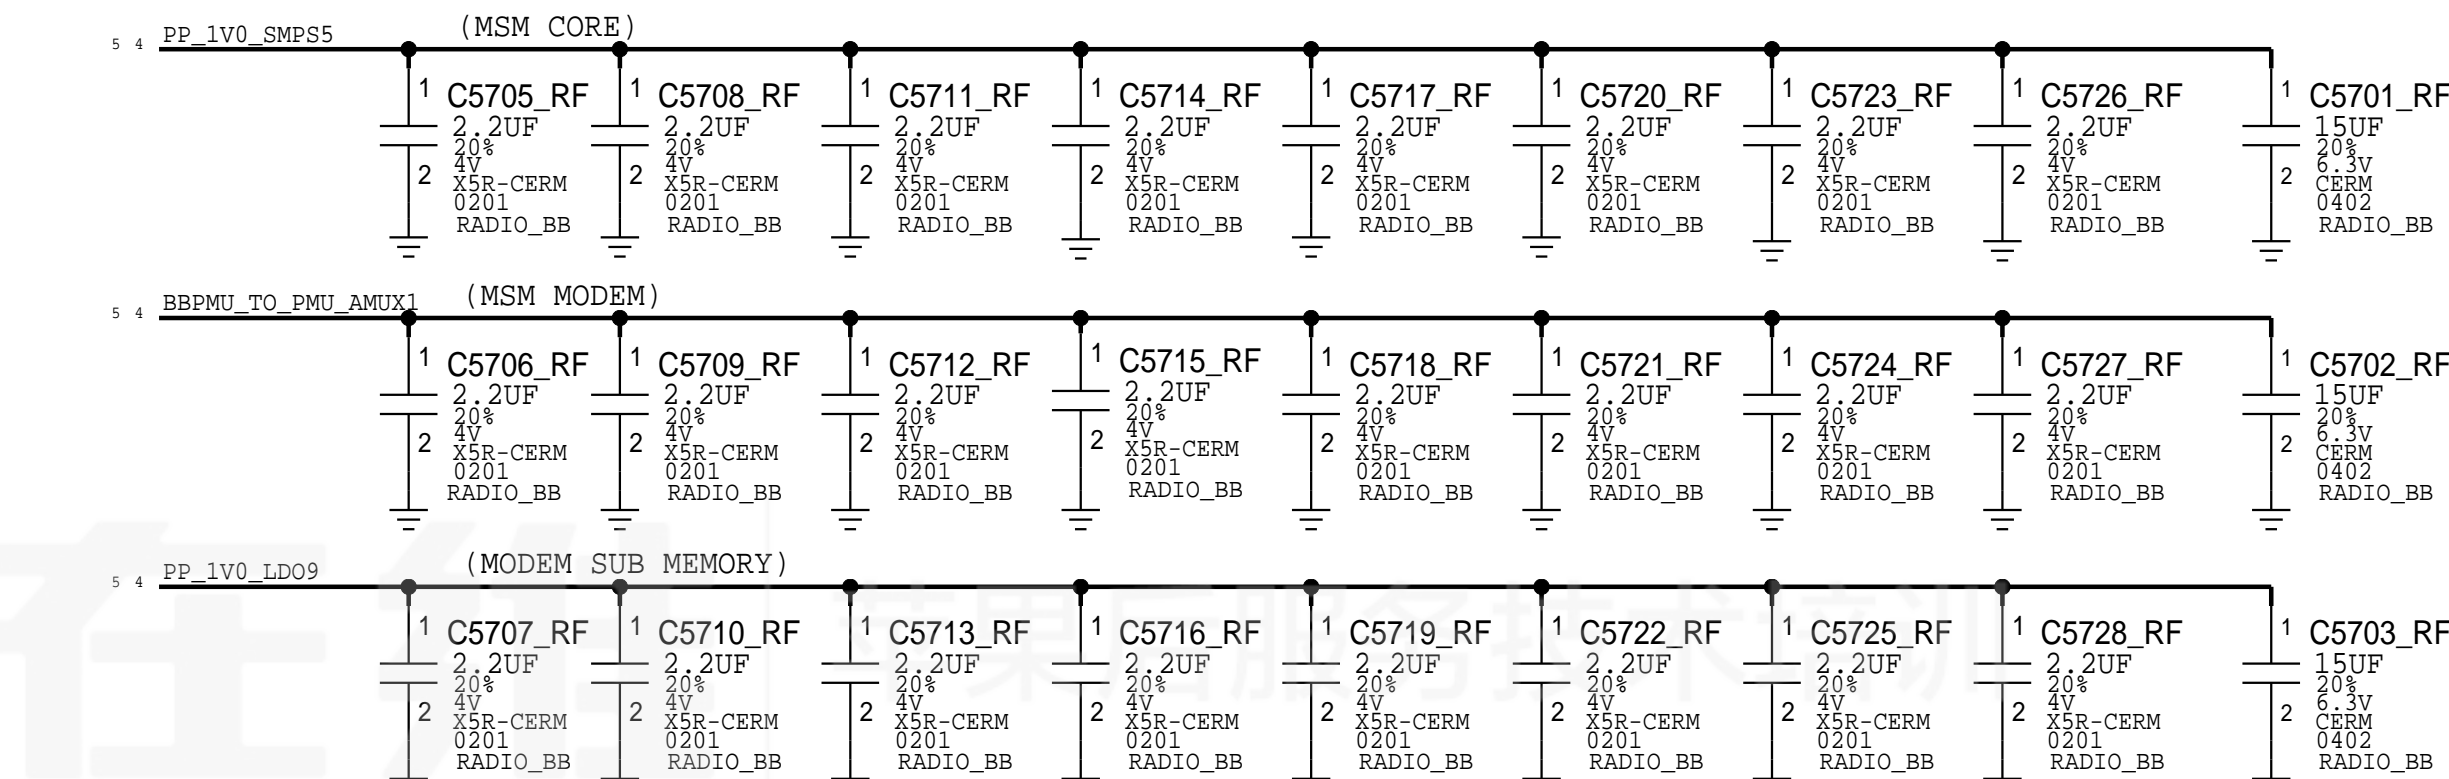 (MSM CORE)
5 4 PP_1V0_SMPS5
1 C5705_RF 1 C5708_RF 1 C5711_RF 1 C5714_RF 1 C5717_RF 1 C5720_RF 1 C5723_RF 1 C5726_RF 1 C5701_RF
2.2UF 2.2UF 2.2UF 2.2UF 2.2UF 2.2UF 2.2UF 2.2UF 15UF
20% 20% 20% 20% 20% 20% 20% 20% 20%
4V 4V 4V 4V 4V 4V 4V 4V 6.3V
2 X5R-CERM 2 X5R-CERM 2 X5R-CERM 2 X5R-CERM 2 X5R-CERM 2 X5R-CERM 2 X5R-CERM 2 X5R-CERM 2 CERM
0201 0201 0201 0201 0201 0201 0201 0201 0402
RADIO_BB RADIO_BB RADIO_BB RADIO_BB RADIO_BB RADIO_BB RADIO_BB RADIO_BB RADIO_BB
(MSM MODEM)
5 4 BBPMU_TO_PMU_AMUX1
1 C5706_RF 1 C5709_RF 1 C5712_RF 1 C5715_RF 1 C5718_RF 1 C5721_RF 1 C5724_RF 1 C5727_RF 1 C5702_RF
2.2UF 2.2UF 2.2UF 2.2UF 2.2UF 2.2UF 2.2UF 2.2UF 15UF
20% 20% 20% 20% 20% 20% 20% 20% 20%
4V 4V 4V 4V 4V 4V 4V 4V 6.3V
2 X5R-CERM 2 X5R-CERM 2 X5R-CERM 2 X5R-CERM 2 X5R-CERM 2 X5R-CERM 2 X5R-CERM 2 X5R-CERM 2 CERM
0201 0201 0201 0201 0201 0201 0201 0201 0402
RADIO_BB RADIO_BB RADIO_BB RADIO_BB RADIO_BB RADIO_BB RADIO_BB RADIO_BB RADIO_BB
(MODEM SUB MEMORY)
5 4 PP_1V0_LDO9
1 C5707_RF 1 C5710_RF 1 C5713_RF 1 C5716_RF 1 C5719_RF 1 C5722_RF 1 C5725_RF 1 C5728_RF 1 C5703_RF
2.2UF 2.2UF 2.2UF 2.2UF 2.2UF 2.2UF 2.2UF 2.2UF 15UF
20% 20% 20% 20% 20% 20% 20% 20% 20%
4V 4V 4V 4V 4V 4V 4V 4V 6.3V
2 X5R-CERM 2 X5R-CERM 2 X5R-CERM 2 X5R-CERM 2 X5R-CERM 2 X5R-CERM 2 X5R-CERM 2 X5R-CERM 2 CERM
0201 0201 0201 0201 0201 0201 0201 0201 0402
RADIO_BB RADIO_BB RADIO_BB RADIO_BB RADIO_BB RADIO_BB RADIO_BB RADIO_BB RADIO_BB
在维
苹果后服务技术培训